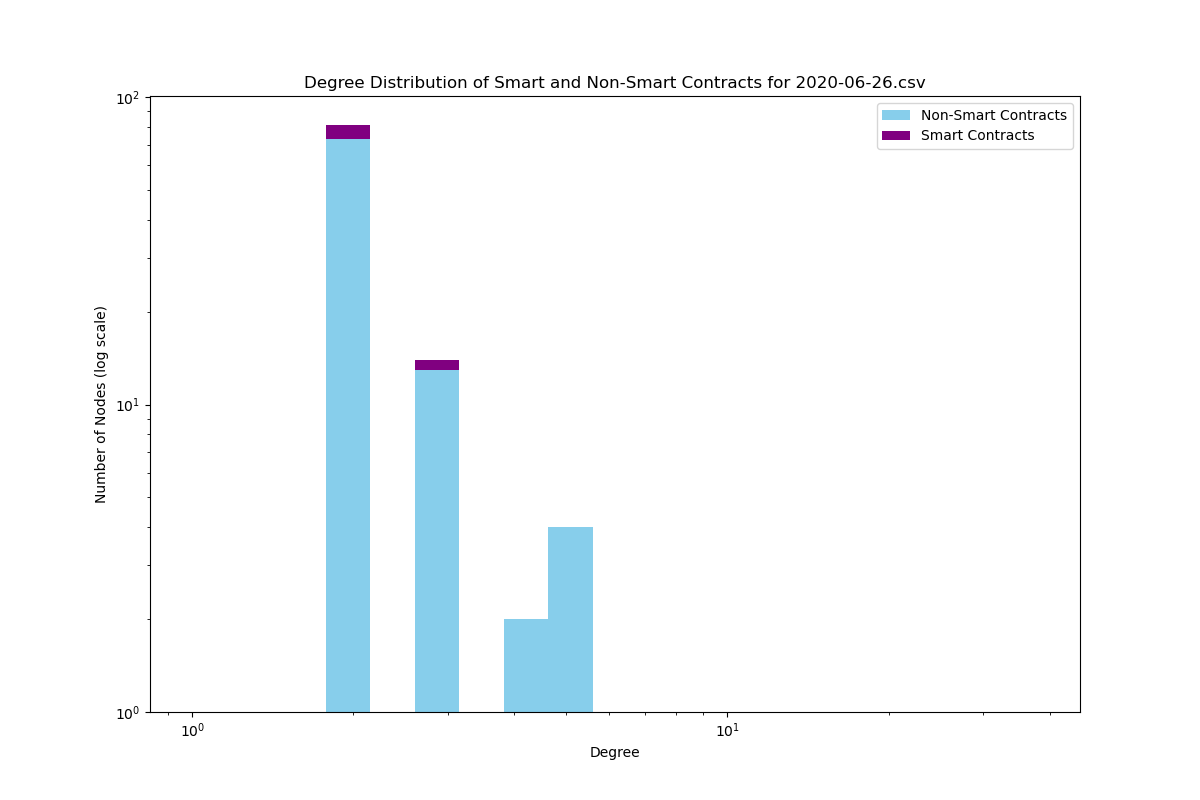 Degree Distribution of Smart and Non-Smart Contracts for 2020-06-26.csv
10²
Non-Smart Contracts
Smart Contracts
Number of Nodes (log scale)
10¹
10⁰
10⁰ 10¹
Degree